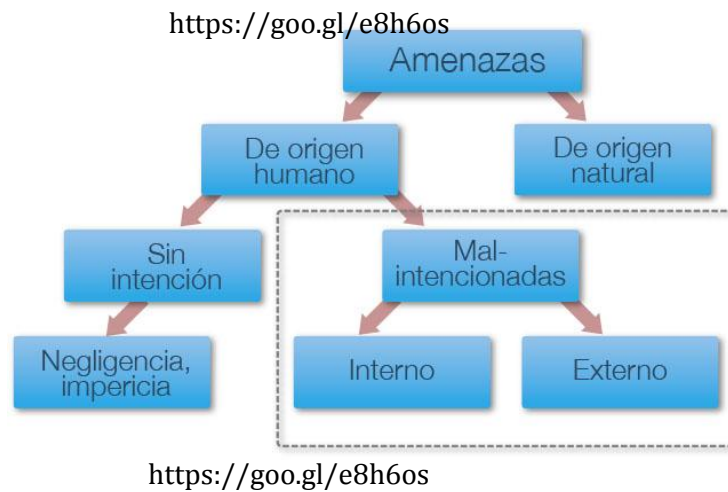 https://goo.gl/e8h6os
Amenazas
De origen
humano
De origen
natural
Sin
intención
Mal-
intencionadas
Negligencia,
impericia
Interno
Externo
https://goo.gl/e8h6os